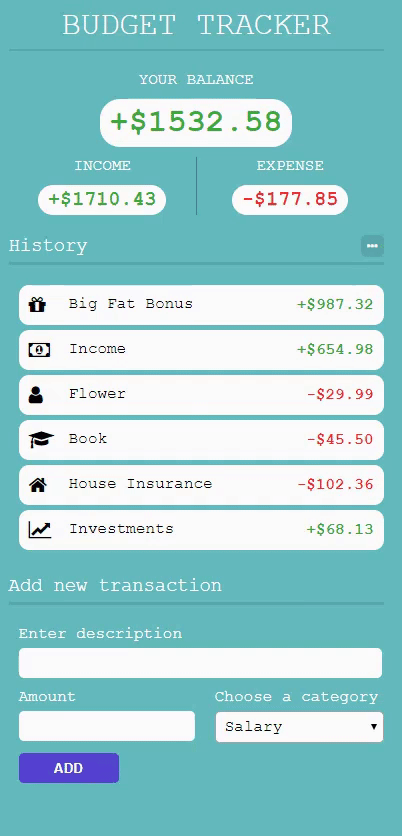 BUDGET TRACKER
YOUR BALANCE
+$1532.58
INCOME EXPENSE
+$1710.43 -$177.85
History
Big Fat Bonus +$987.32
Income +$654.98
Flower -$29.99
Book -$45.50
House Insurance -$102.36
Investments +$68.13
Add new transaction
Enter description
Amount Choose a category
Salary
ADD